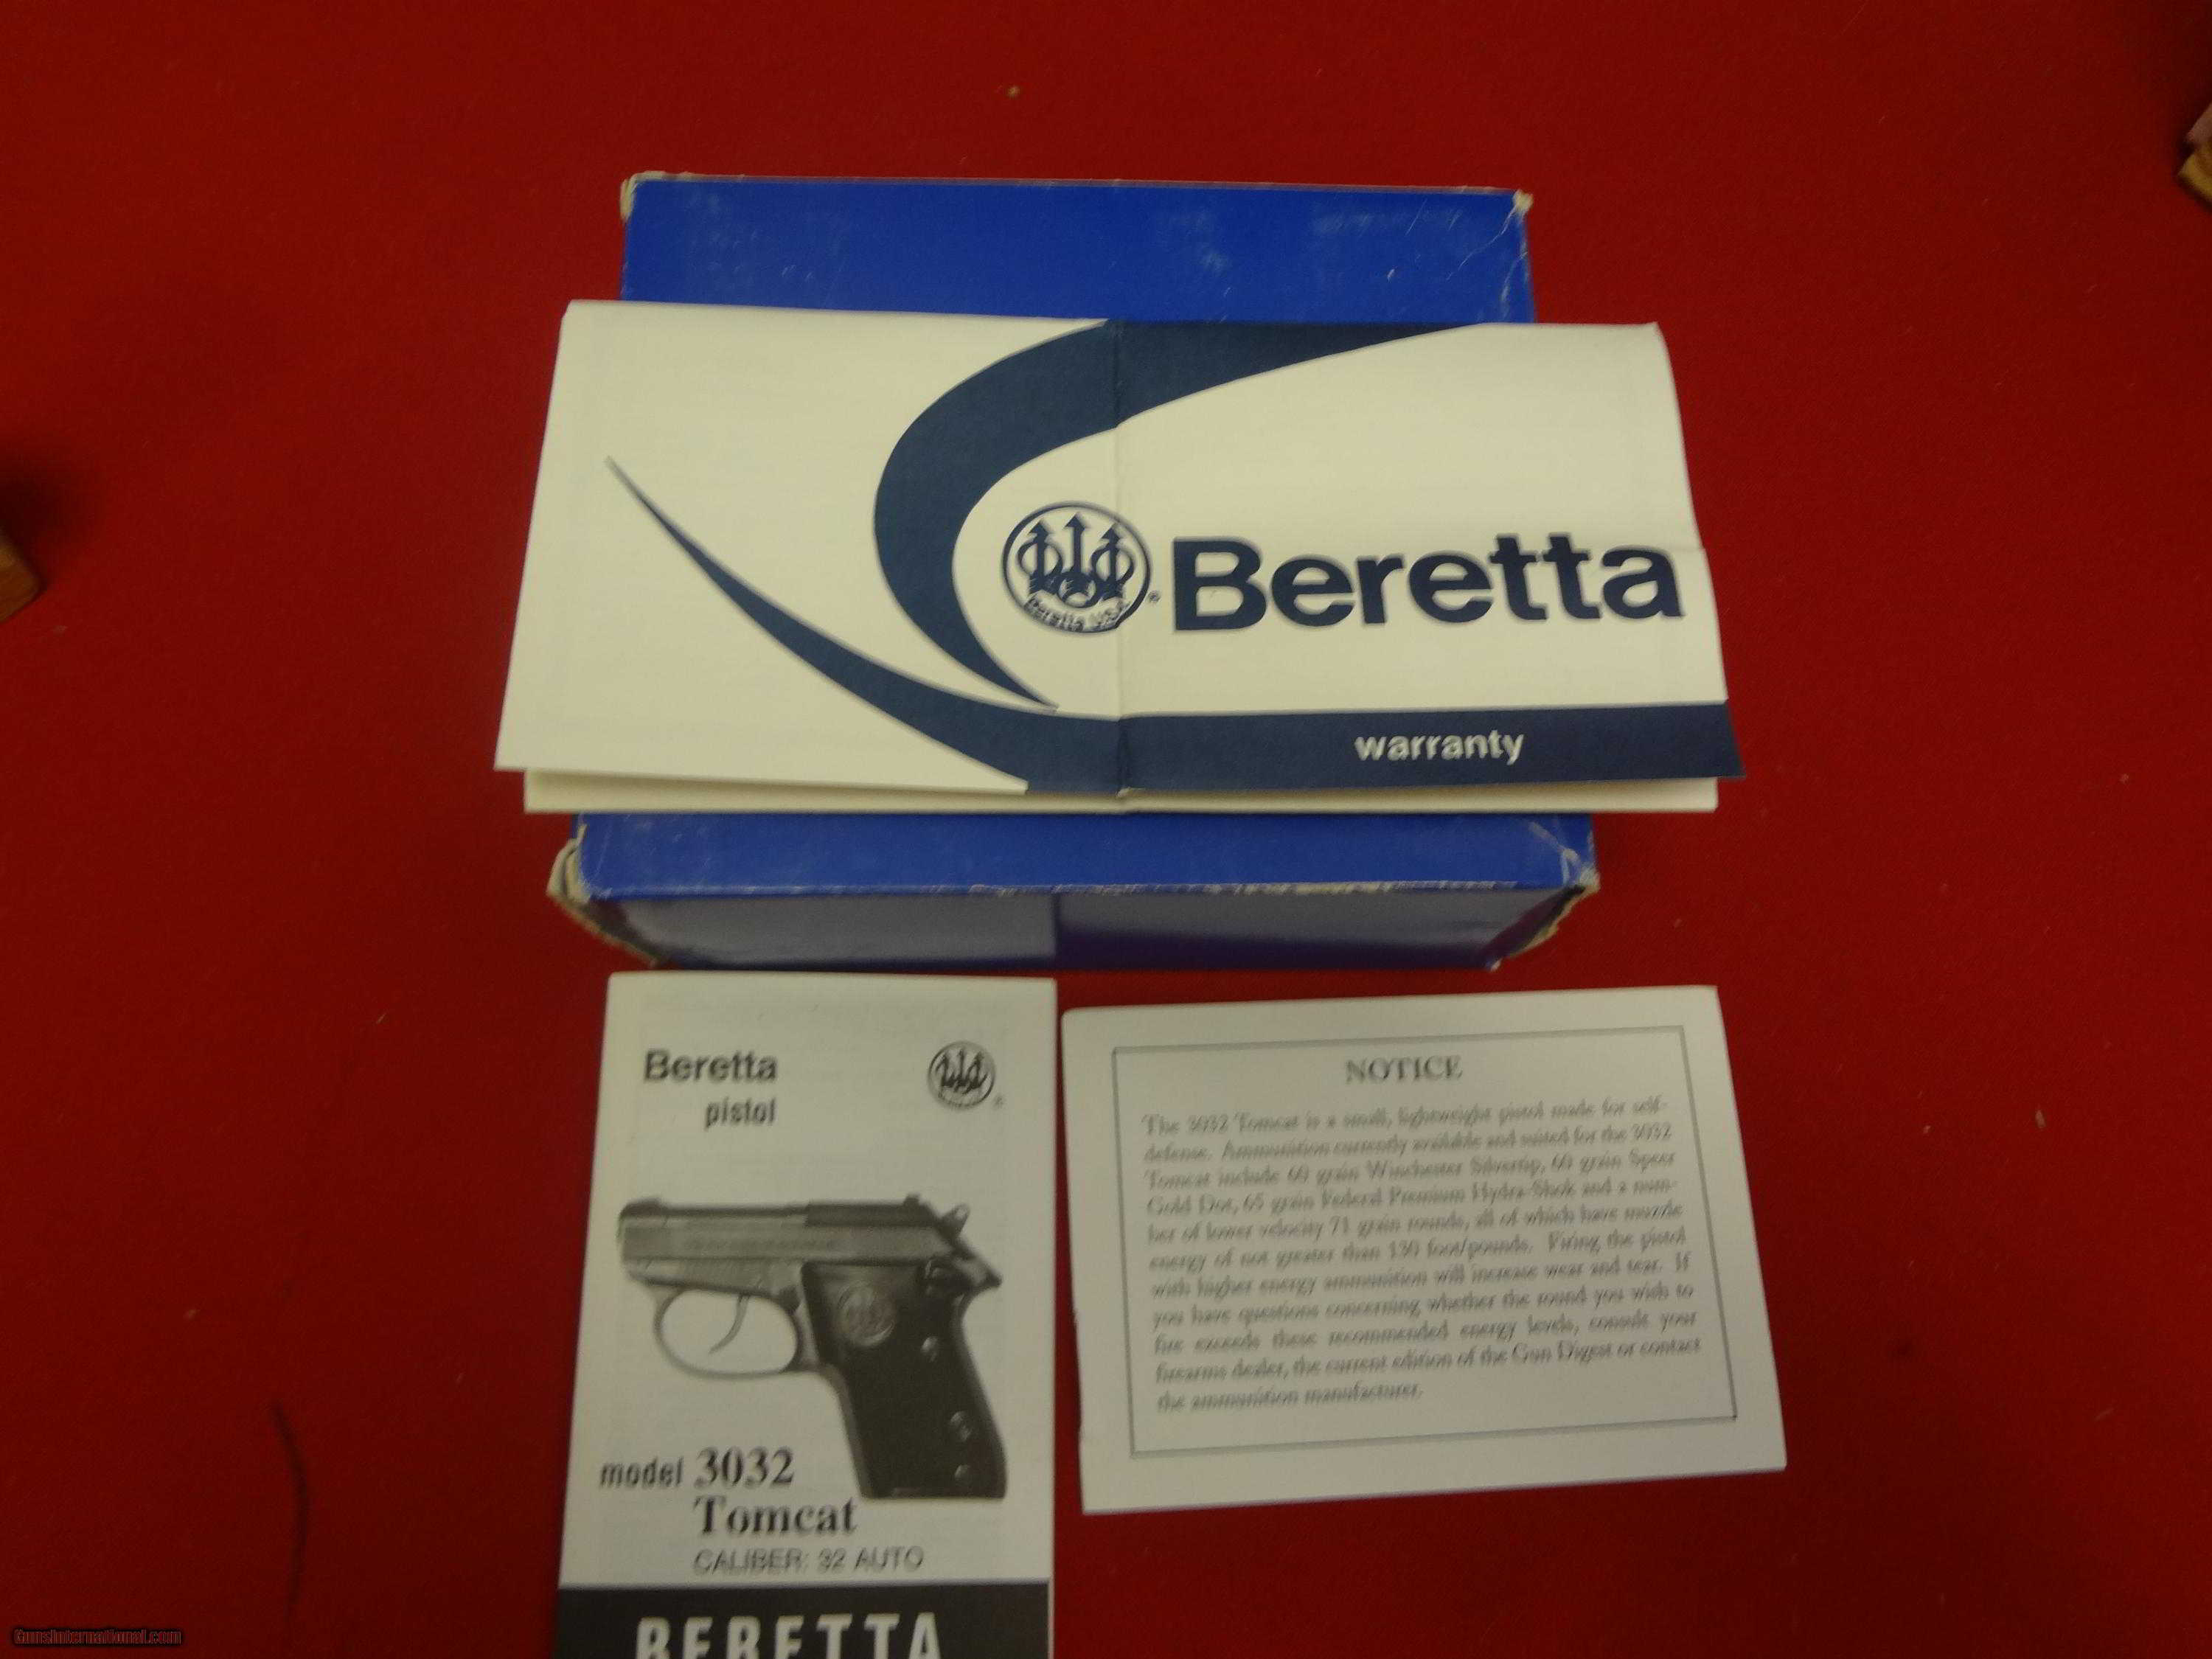 Beretta USA
Beretta
warranty
Beretta
pistol
model 3032
Tomcat
CALIBER: 32 AUTO
BERETTA
NOTICE
The 3032 Tomcat is a small, lightweight pistol made for self-
defense. Ammunition currently available and suited for the 3032
Tomcat include 60 grain Winchester Silvertip, 60 grain Speer
Gold Dot, 65 grain Federal Premium Hydra-Shok and a num-
ber of lower velocity 71 grain rounds, all of which have muzzle
energy of not greater than 130 foot/pounds. Firing the pistol
with higher energy ammunition will increase wear and tear. If
you have questions concerning whether the round you wish to
fire exceeds these recommended energy levels, consult your
firearms dealer, the current edition of the Gun Digest or contact
the ammunition manufacturer.
GunsInternational.com